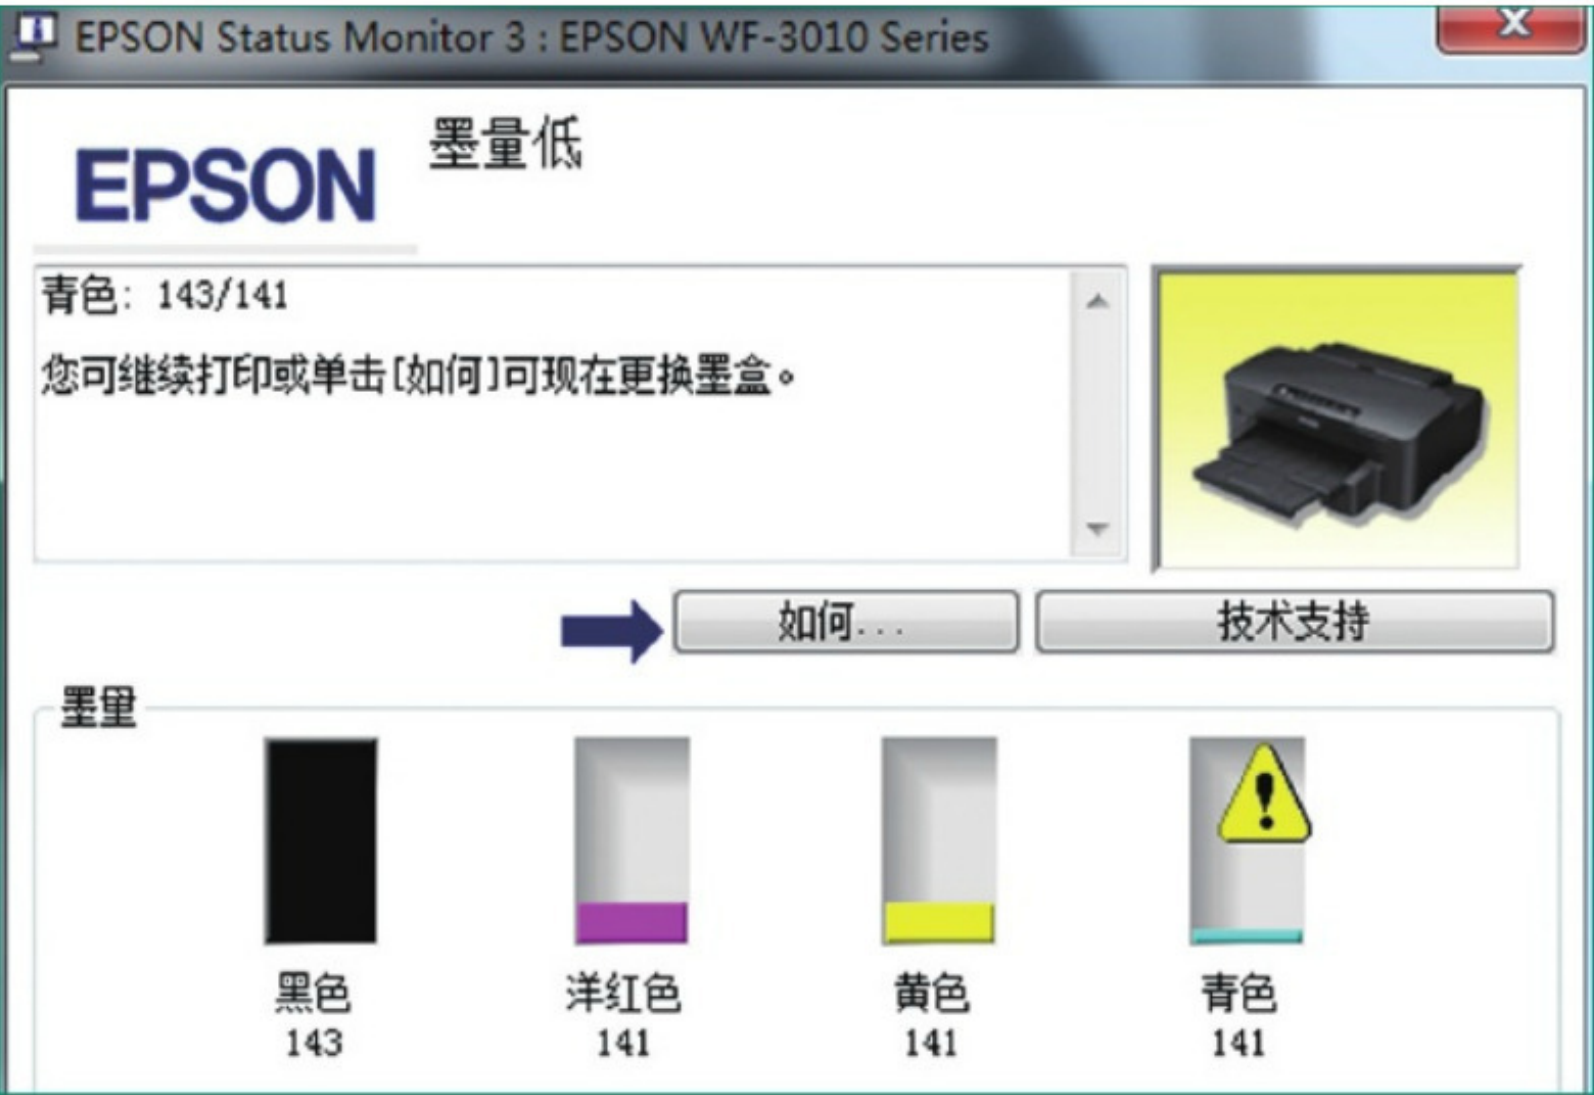 EPSON Status Monitor 3 : EPSON WF-3010 Series
X
EPSON
墨量低
青色: 143/141
您可继续打印或单击[如何]可现在更换墨盒。
如何...
技术支持
墨量
黑色
洋红色
黄色
青色
143
141
141
141